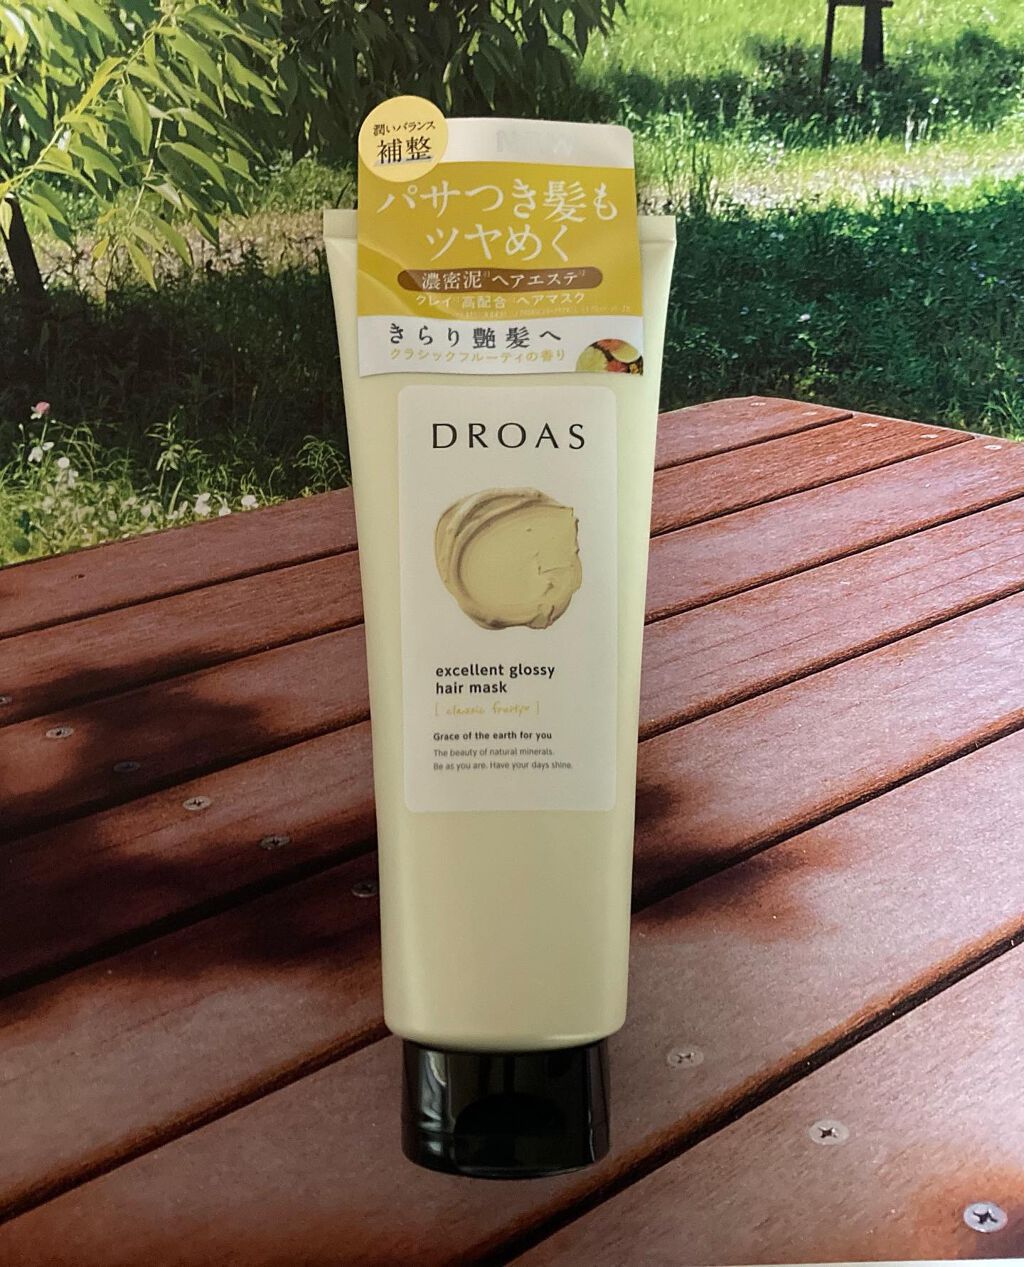 潤いバランス
補整
パサつき髪も
ツヤめく
濃密泥*1ヘアエステ*2
クレイ*1高配合 ヘアマスク
きらり艶髪へ
クラシックフルーティの香り
DROAS
excellent glossy
hair mask
[ classic fruity ]
Grace of the earth for you
The beauty of natural minerals.
Be as you are. Have your days shine.